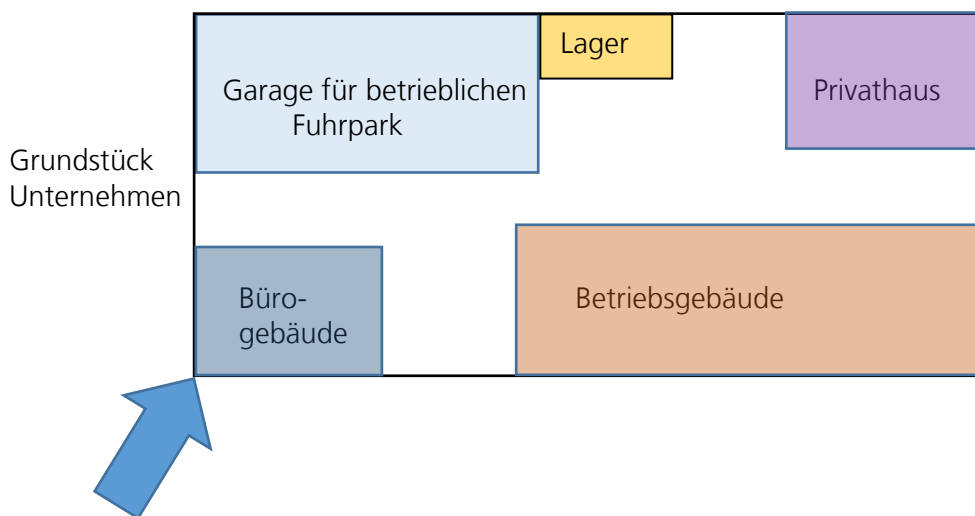 Lager
Garage für betrieblichen
Fuhrpark
Privathaus
Grundstück
Unternehmen
Büro-
gebäude
Betriebsgebäude